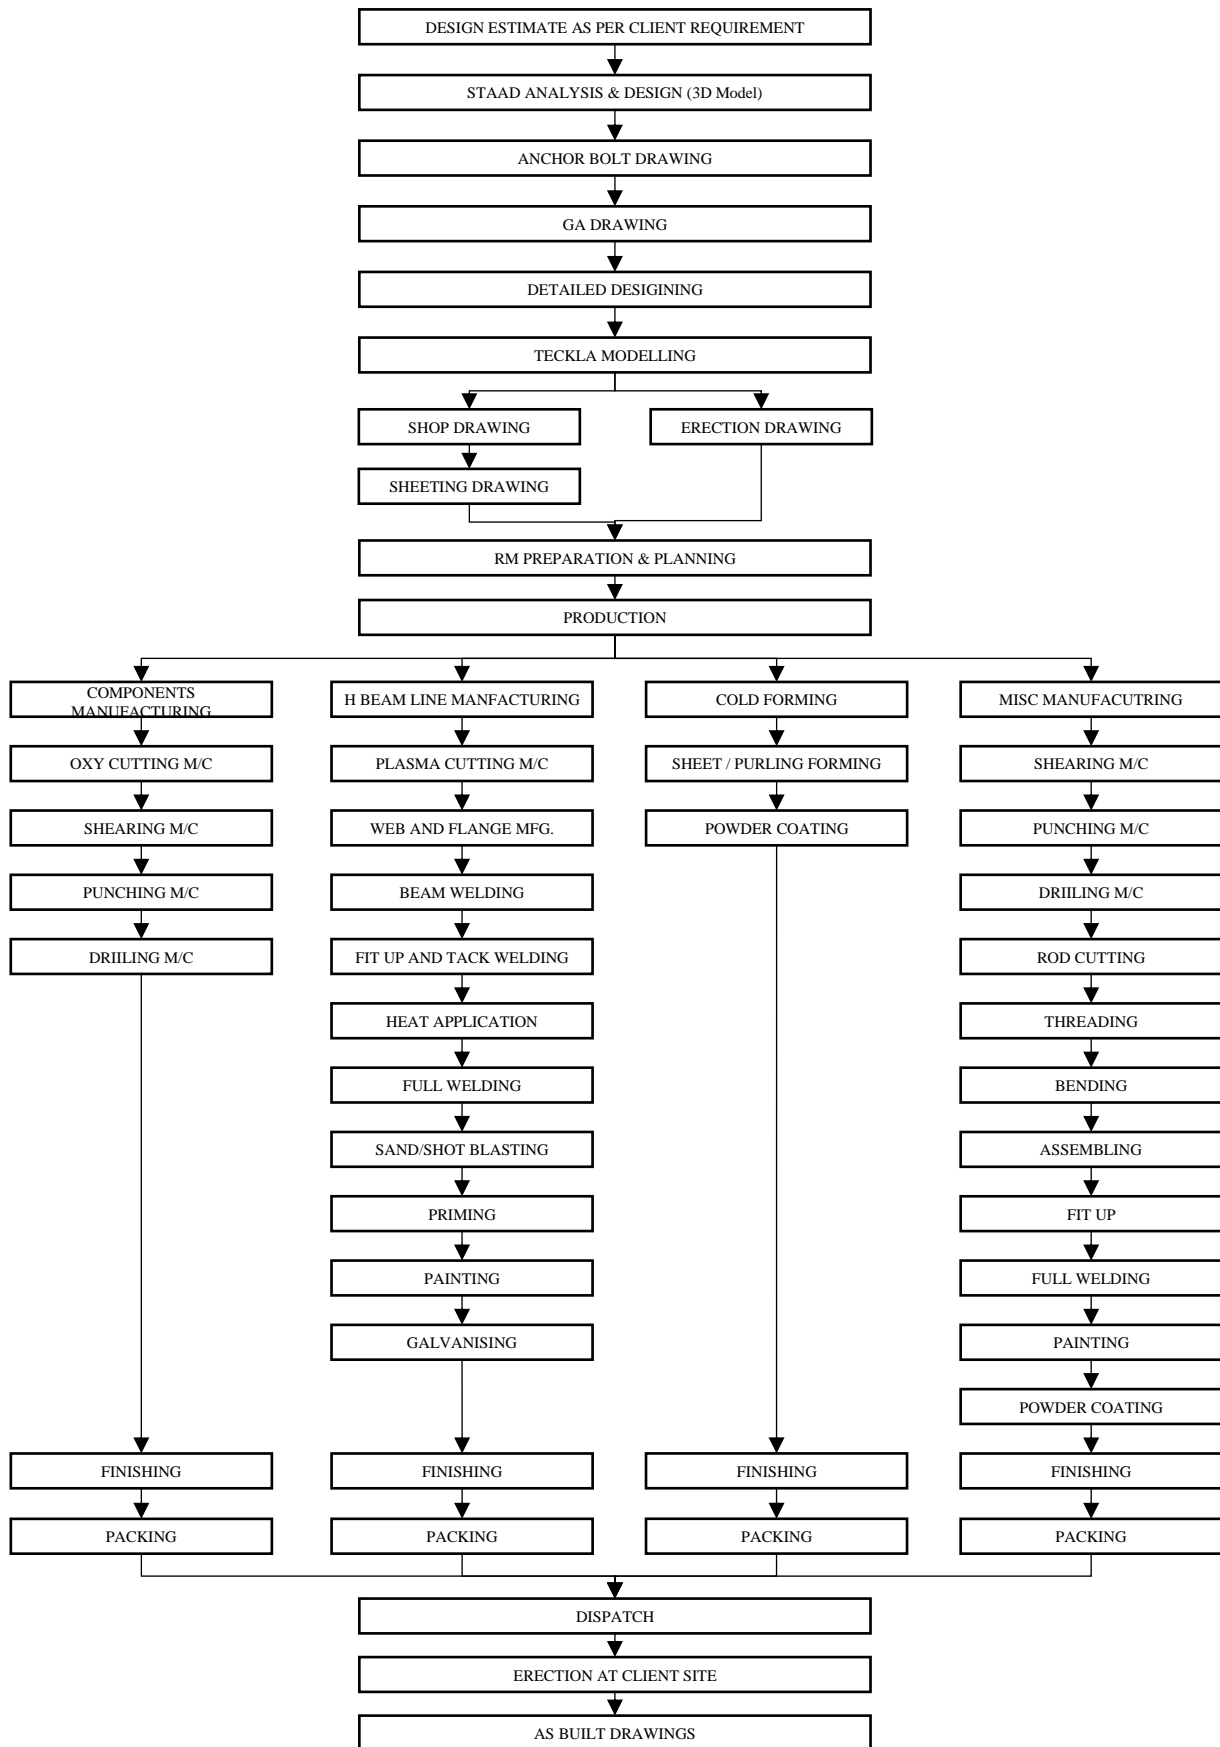 DESIGN ESTIMATE AS PER CLIENT REQUIREMENT
STAAD ANALYSIS & DESIGN (3D Model)
ANCHOR BOLT DRAWING
GA DRAWING
DETAILED DESIGINING
TECKLA MODELLING
SHOP DRAWING
ERECTION DRAWING
SHEETING DRAWING
RM PREPARATION & PLANNING
PRODUCTION
COMPONENTS
MANUFACTURING
OXY CUTTING M/C
SHEARING M/C
PUNCHING M/C
DRIILING M/C
FINISHING
PACKING
H BEAM LINE MANFACTURING
PLASMA CUTTING M/C
WEB AND FLANGE MFG.
BEAM WELDING
FIT UP AND TACK WELDING
HEAT APPLICATION
FULL WELDING
SAND/SHOT BLASTING
PRIMING
PAINTING
GALVANISING
FINISHING
PACKING
COLD FORMING
SHEET / PURLING FORMING
POWDER COATING
FINISHING
PACKING
MISC MANUFACUTRING
SHEARING M/C
PUNCHING M/C
DRIILING M/C
ROD CUTTING
THREADING
BENDING
ASSEMBLING
FIT UP
FULL WELDING
PAINTING
POWDER COATING
FINISHING
PACKING
DISPATCH
ERECTION AT CLIENT SITE
AS BUILT DRAWINGS